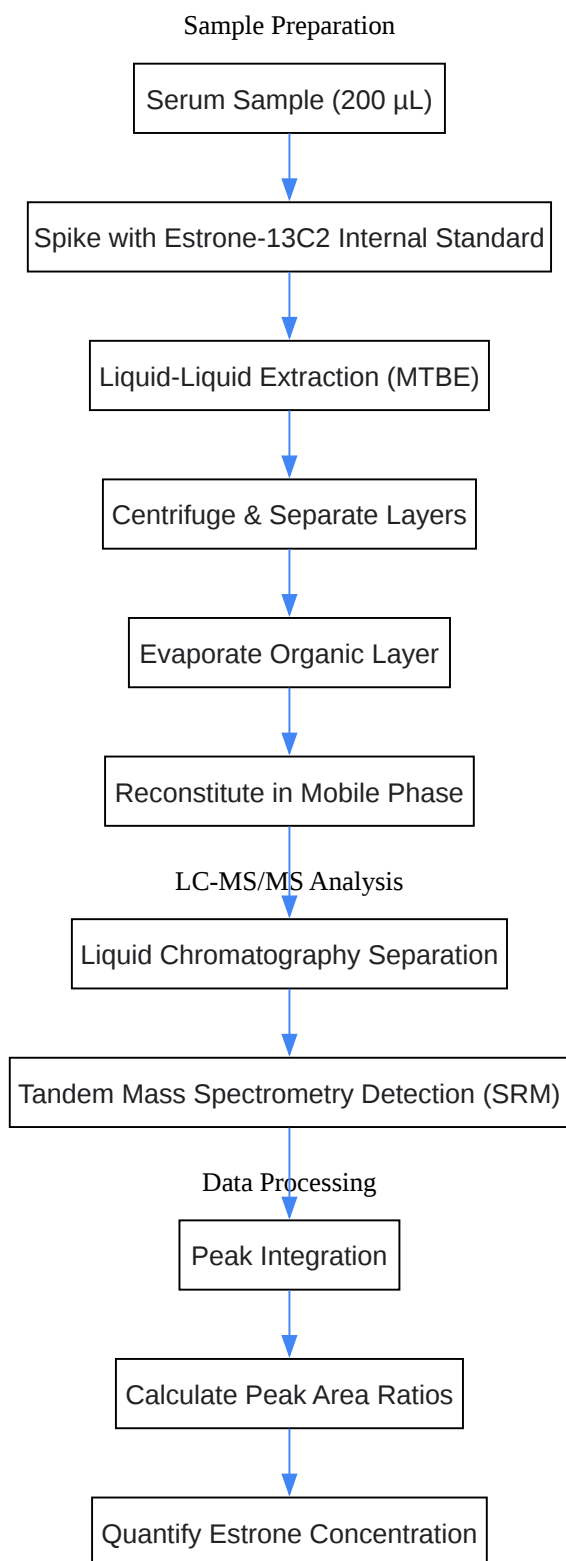 Sample Preparation
Serum Sample (200 µL)
Spike with Estrone-13C2 Internal Standard
Liquid-Liquid Extraction (MTBE)
Centrifuge & Separate Layers
Evaporate Organic Layer
Reconstitute in Mobile Phase
LC-MS/MS Analysis
Liquid Chromatography Separation
Tandem Mass Spectrometry Detection (SRM)
Data Processing
Peak Integration
Calculate Peak Area Ratios
Quantify Estrone Concentration